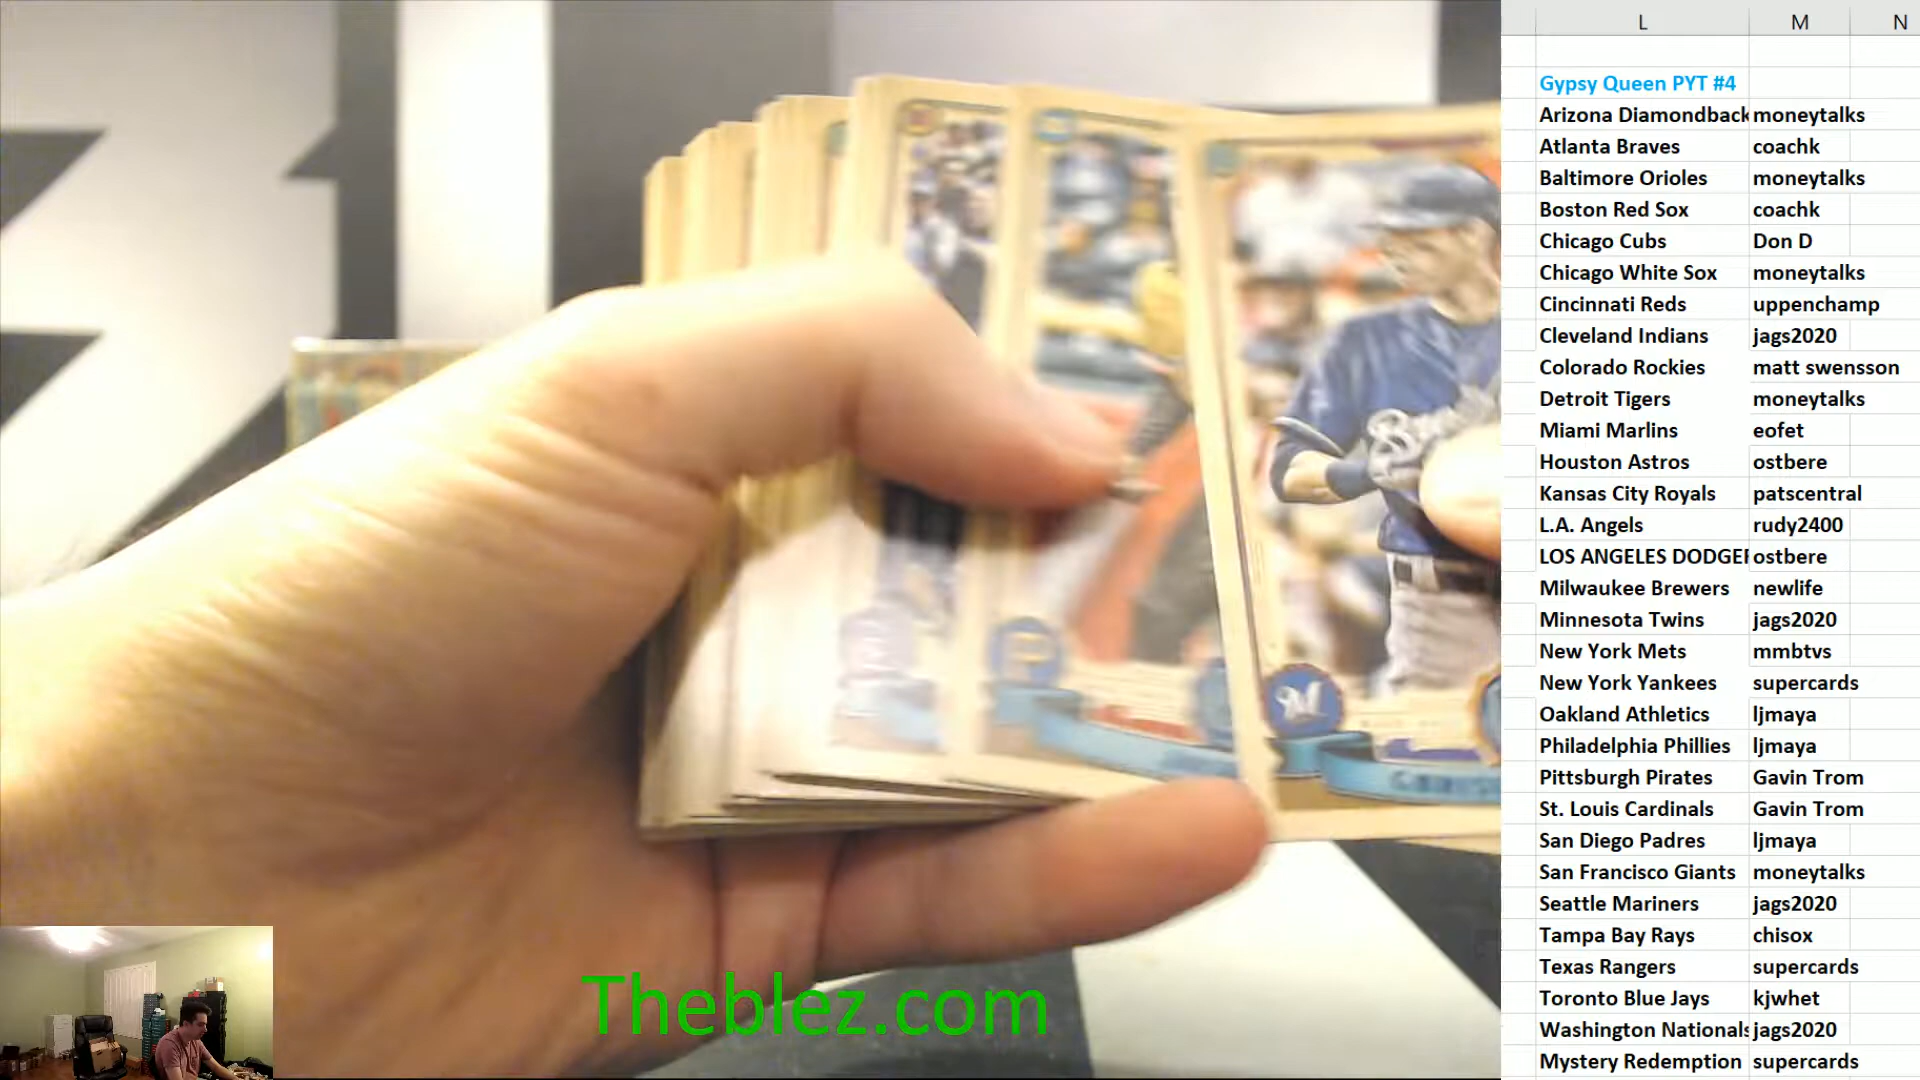 L M N
Gypsy Queen PYT #4
Arizona Diamondback moneytalks
Atlanta Braves coachk
Baltimore Orioles moneytalks
Boston Red Sox coachk
Chicago Cubs Don D
Chicago White Sox moneytalks
Cincinnati Reds uppenchamp
Cleveland Indians jags2020
Colorado Rockies matt swensson
Detroit Tigers moneytalks
Miami Marlins eofet
Houston Astros ostbere
Kansas City Royals patscentral
L.A. Angels rudy2400
LOS ANGELES DODGER ostbere
Milwaukee Brewers newlife
Minnesota Twins jags2020
New York Mets mmbtvs
New York Yankees supercards
Oakland Athletics ljmaya
Philadelphia Phillies ljmaya
Pittsburgh Pirates Gavin Trom
St. Louis Cardinals Gavin Trom
San Diego Padres ljmaya
San Francisco Giants moneytalks
Seattle Mariners jags2020
Tampa Bay Rays chisox
Texas Rangers supercards
Toronto Blue Jays kjwhet
Washington Nationals jags2020
Mystery Redemption supercards
M
Theblez.com